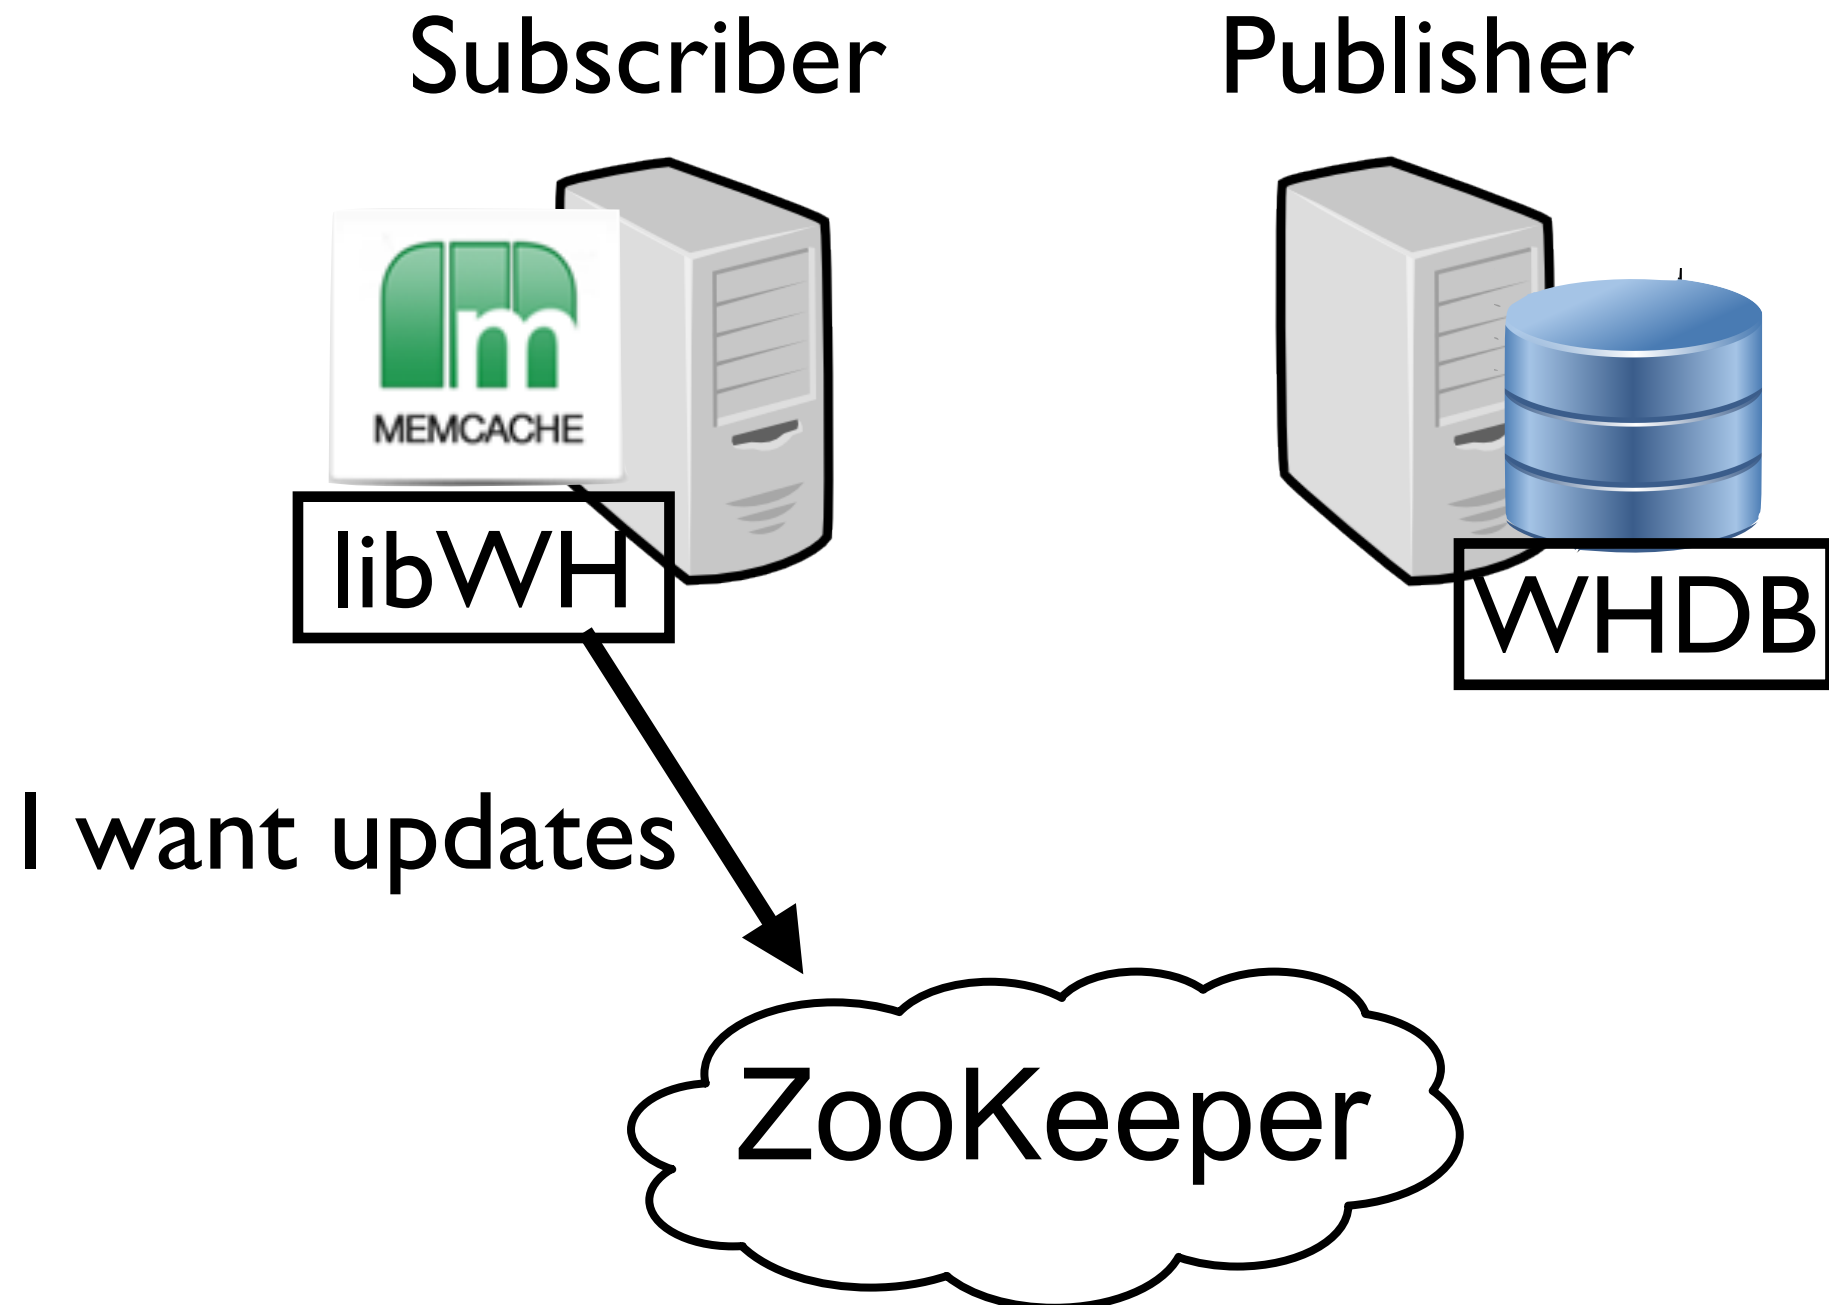 Subscriber
Publisher
MEMCACHE
libWH
WHDB
I want updates
ZooKeeper